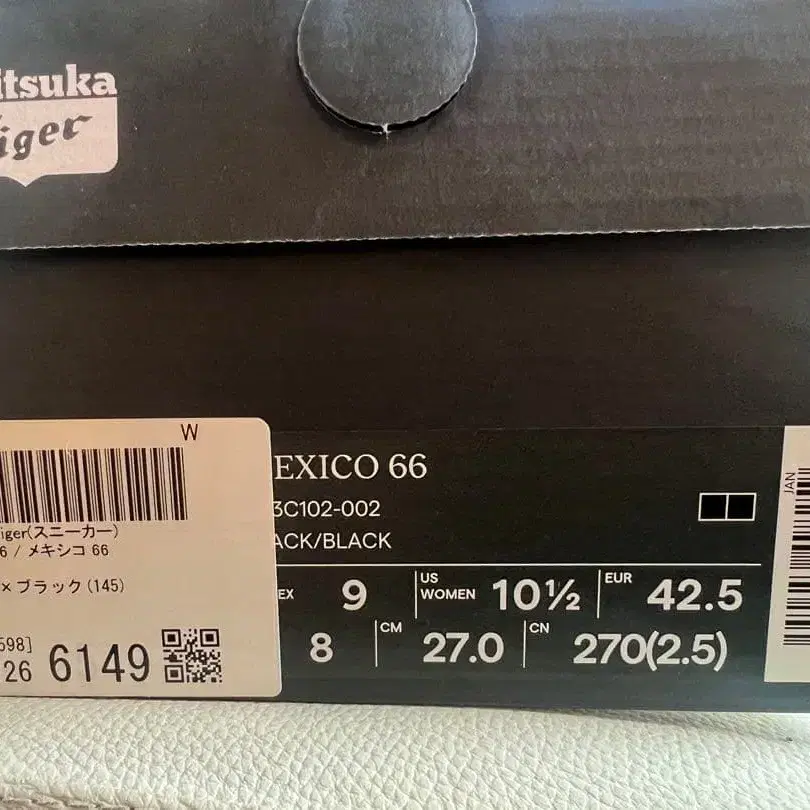 itsuka
iger
W
iger(スニーカー)
6 / メキシコ 66
× ブラック (145)
598]
26 6149
EXICO 66
3C102-002
ACK/BLACK
EX 9 US WOMEN 10½ EUR 42.5
8 CM 27.0 CN 270(2.5)
JAN